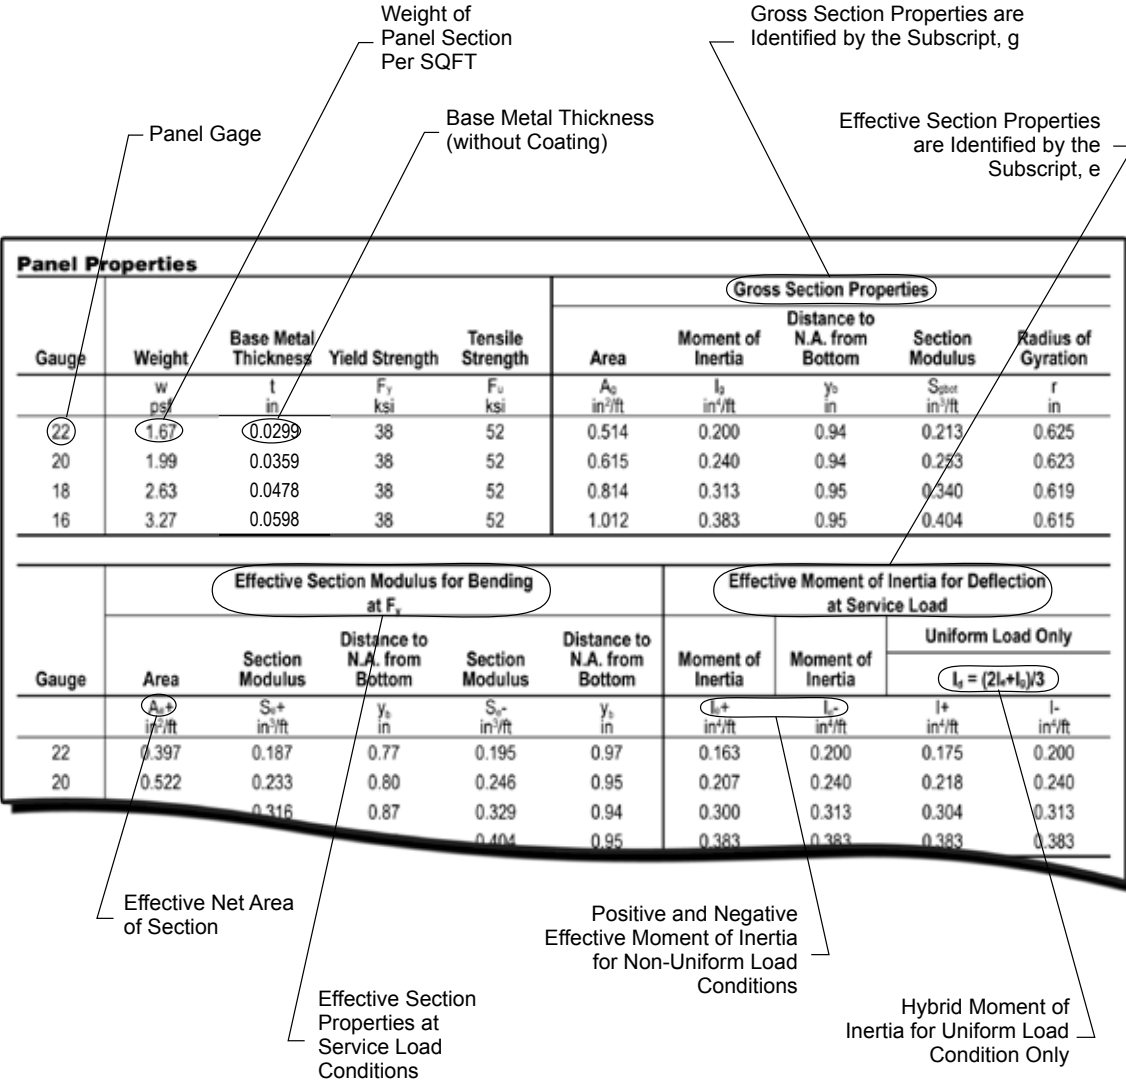 Weight of
Panel Section
Per SQFT
Gross Section Properties are
Identified by the Subscript, g
Panel Gage
Base Metal Thickness
(without Coating)
Effective Section Properties
are Identified by the
Subscript, e
Panel Properties
Gross Section Properties
Gauge Weight Base Metal Thickness Yield Strength Tensile Strength Area Moment of Inertia Distance to N.A. from Bottom Section Modulus Radius of Gyration
w t Fy Fu Ag Ig yb Sgbot r
psf in ksi ksi in²/ft in⁴/ft in in³/ft in
22 1.67 0.0299 38 52 0.514 0.200 0.94 0.213 0.625
20 1.99 0.0359 38 52 0.615 0.240 0.94 0.253 0.623
18 2.63 0.0478 38 52 0.814 0.313 0.95 0.340 0.619
16 3.27 0.0598 38 52 1.012 0.383 0.95 0.404 0.615
Effective Section Modulus for Bending
at Fy
Effective Moment of Inertia for Deflection
at Service Load
Uniform Load Only
Gauge Area Section Modulus Distance to N.A. from Bottom Section Modulus Distance to N.A. from Bottom Moment of Inertia Moment of Inertia Id = (2Ie+Ig)/3
Ae+ Se+ yb Se- yb Ie+ Ie- I+ I-
in²/ft in³/ft in in³/ft in in⁴/ft in⁴/ft in⁴/ft in⁴/ft
22 0.397 0.187 0.77 0.195 0.97 0.163 0.200 0.175 0.200
20 0.522 0.233 0.80 0.246 0.95 0.207 0.240 0.218 0.240
0.316 0.87 0.329 0.94 0.300 0.313 0.304 0.313
0.404 0.95 0.383 0.383 0.383 0.383
Effective Net Area
of Section
Positive and Negative
Effective Moment of Inertia
for Non-Uniform Load
Conditions
Effective Section
Properties at
Service Load
Conditions
Hybrid Moment of
Inertia for Uniform Load
Condition Only